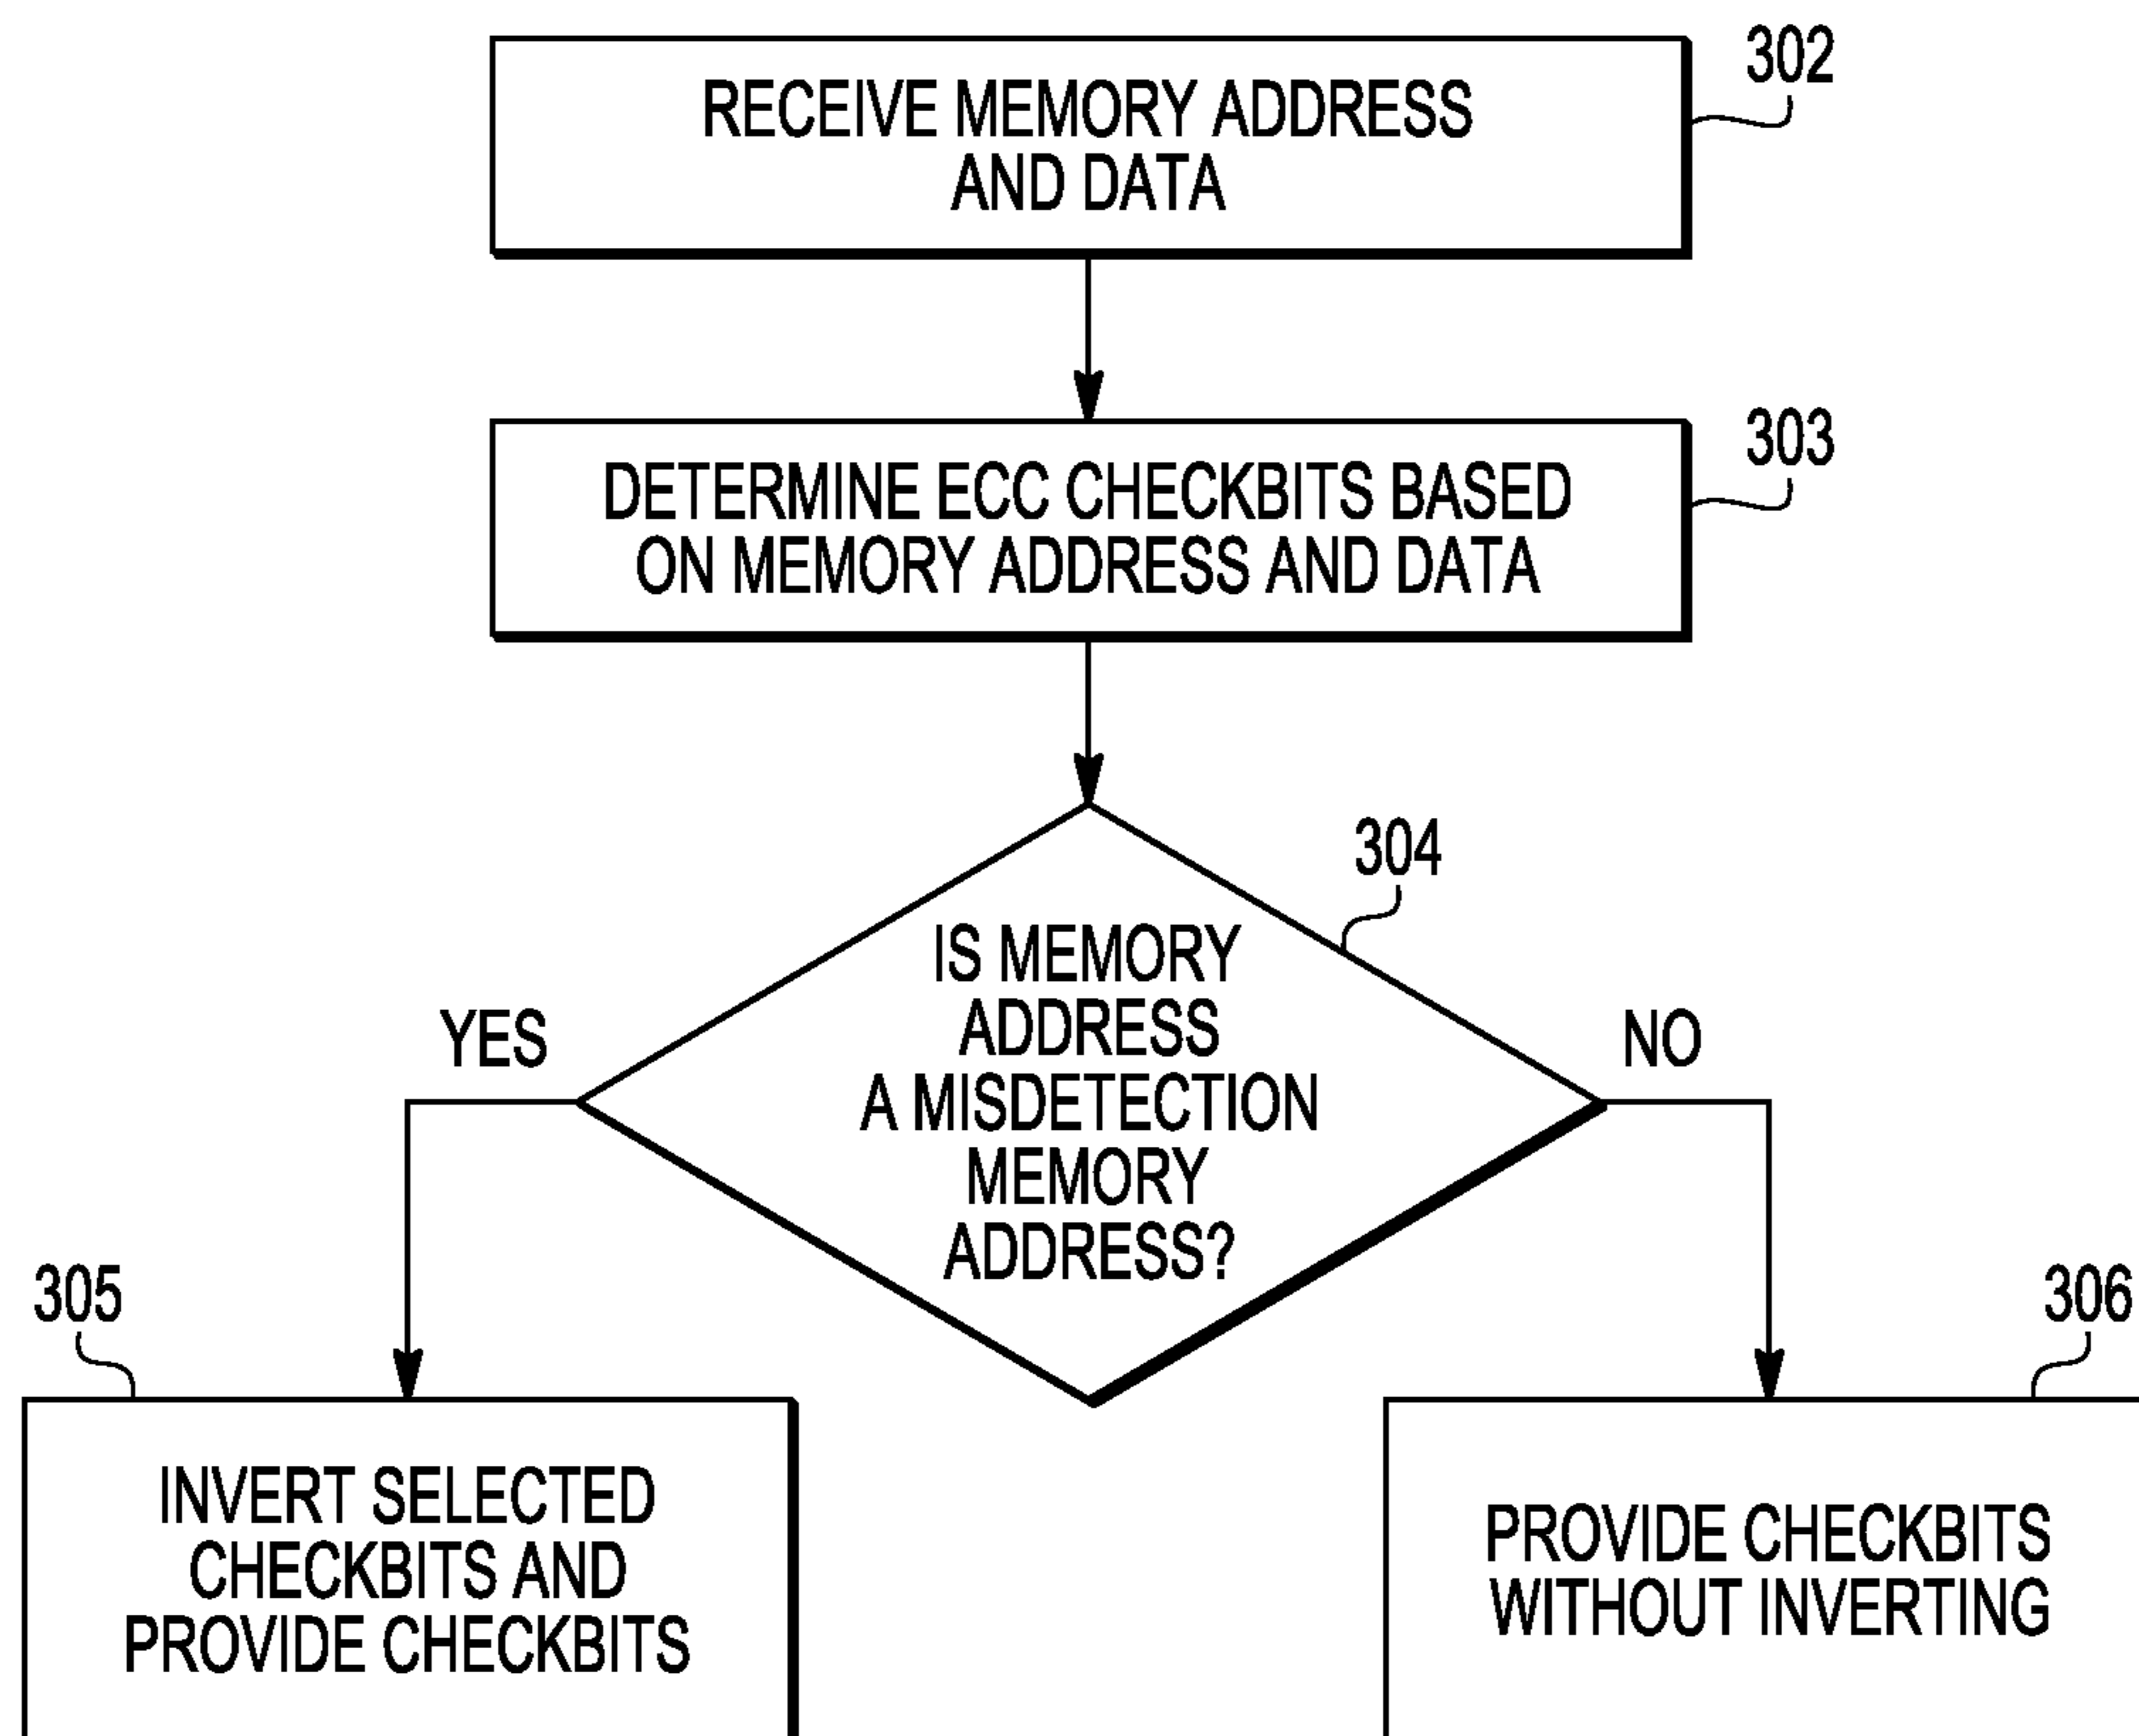 302
RECEIVE MEMORY ADDRESS
AND DATA
303
DETERMINE ECC CHECKBITS BASED
ON MEMORY ADDRESS AND DATA
304
IS MEMORY
ADDRESS
A MISDETECTION
MEMORY
ADDRESS?
YES
NO
305
INVERT SELECTED
CHECKBITS AND
PROVIDE CHECKBITS
306
PROVIDE CHECKBITS
WITHOUT INVERTING